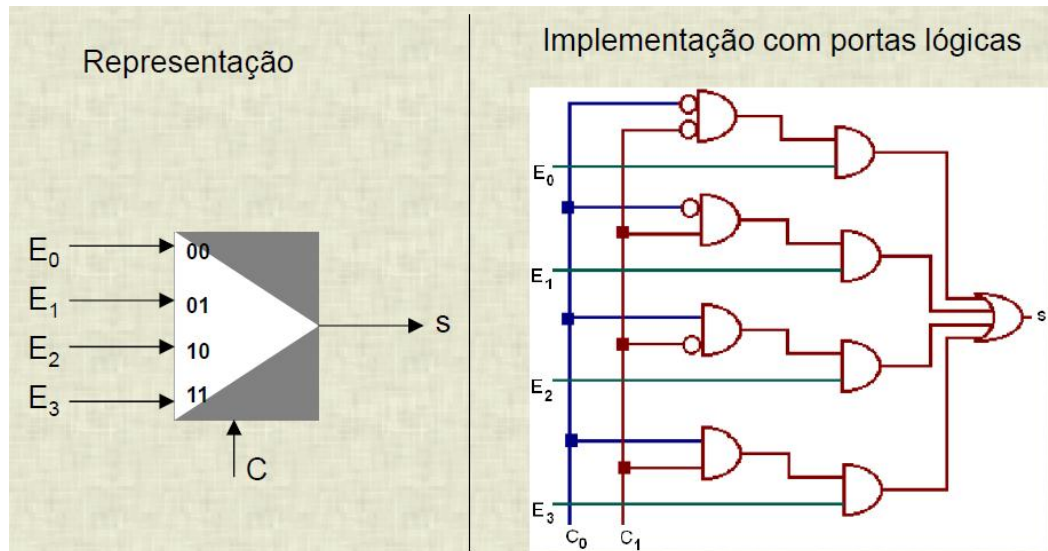 Representação
E₀
E₁
E₂
E₃
00
01
10
11
S
C
Implementação com portas lógicas
E₀
E₁
E₂
E₃
C₀
C₁
s